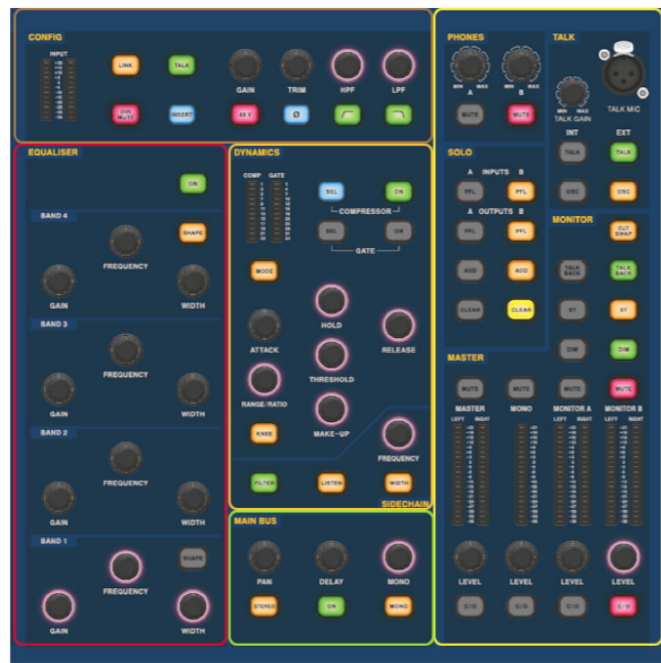 CONFIG
INPUT
LINK
TALK
DIR MUTE
INSERT
48 V
Ø
GAIN
TRIM
HPF
LPF
EQUALISER
ON
BAND 4
SHAPE
FREQUENCY
GAIN
WIDTH
BAND 3
FREQUENCY
GAIN
WIDTH
BAND 2
FREQUENCY
GAIN
WIDTH
BAND 1
SHAPE
FREQUENCY
GAIN
WIDTH
DYNAMICS
COMP GATE
SEL
ON
COMPRESSOR
SEL
ON
GATE
MODE
HOLD
ATTACK
RELEASE
THRESHOLD
RANGE/RATIO
MAKE-UP
KNEE
FREQUENCY
FILTER
LISTEN
WIDTH
SIDECHAIN
MAIN BUS
PAN
DELAY
MONO
STEREO
ON
MONO
PHONES
MIN MAX
MIN MAX
A
B
MUTE
MUTE
TALK
MIN MAX
TALK GAIN
TALK MIC
INT
EXT
TALK
TALK
OSC
OSC
SOLO
A INPUTS B
PFL
PFL
A OUTPUTS B
PFL
PFL
ADD
ADD
CLEAR
CLEAR
MONITOR
CUT SWAP
TALK BACK
TALK BACK
ST
ST
DIM
DIM
MASTER
MUTE
MUTE
MUTE
MUTE
MASTER
MONO
MONITOR A
MONITOR B
LEFT RIGHT
LEFT RIGHT
LEFT RIGHT
LEVEL
LEVEL
LEVEL
LEVEL
C/O
C/O
C/O
C/O